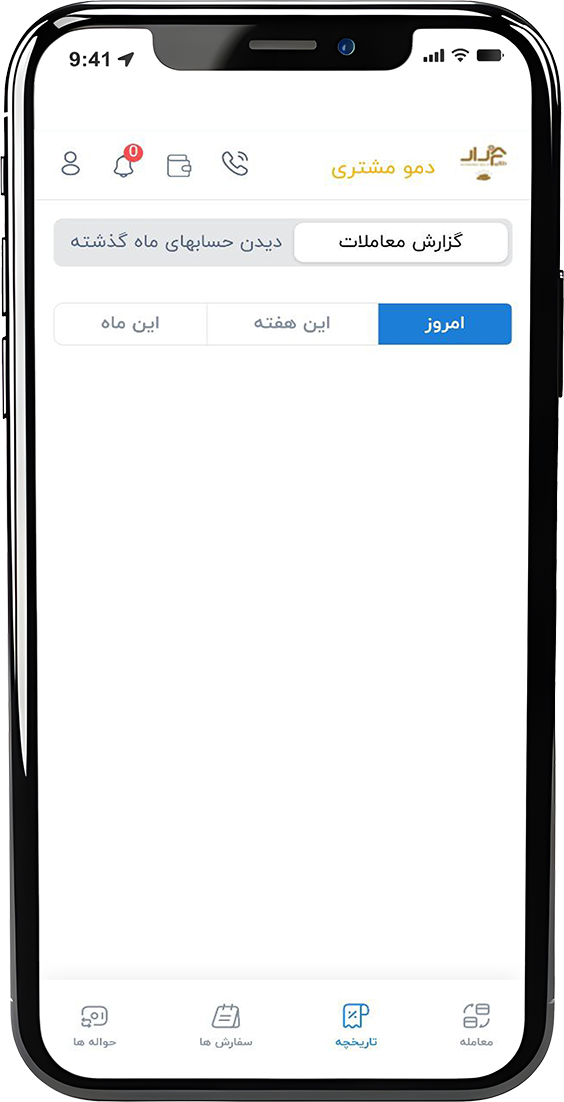 9:41
دمو مشتری
0
گزارش معاملات
دیدن حسابهای ماه گذشته
امروز
این هفته
این ماه
معامله
تاریخچه
سفارش ها
حواله ها